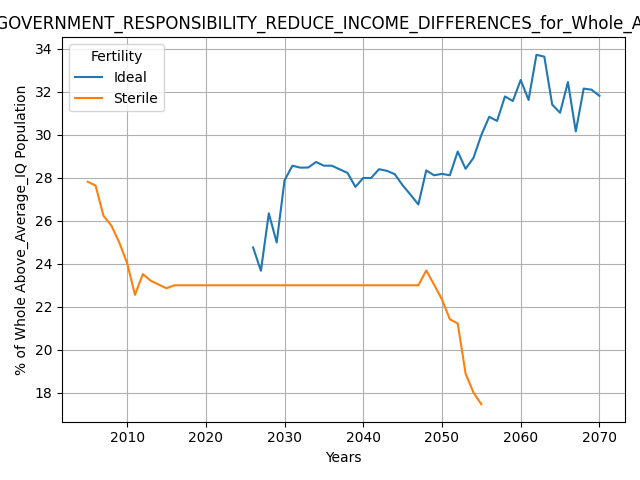 GOVERNMENT_RESPONSIBILITY_REDUCE_INCOME_DIFFERENCES_for_Whole_A
Fertility
Ideal
Sterile
% of Whole Above_Average_IQ Population
34
32
30
28
26
24
22
20
18
2010 2020 2030 2040 2050 2060 2070
Years